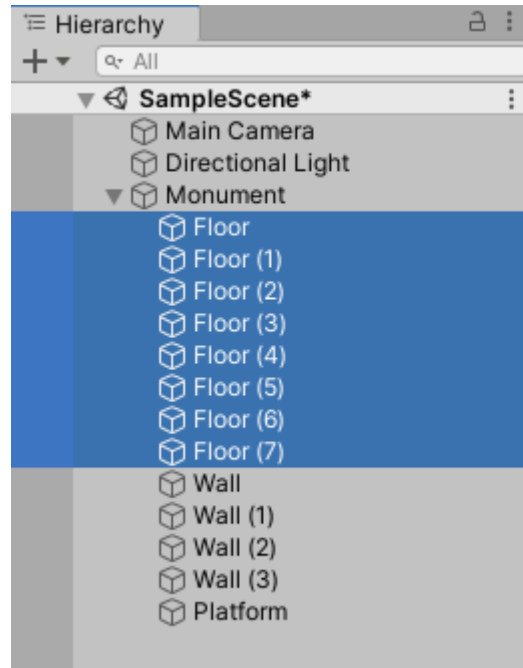 Hierarchy
All
SampleScene*
Main Camera
Directional Light
Monument
Floor
Floor (1)
Floor (2)
Floor (3)
Floor (4)
Floor (5)
Floor (6)
Floor (7)
Wall
Wall (1)
Wall (2)
Wall (3)
Platform